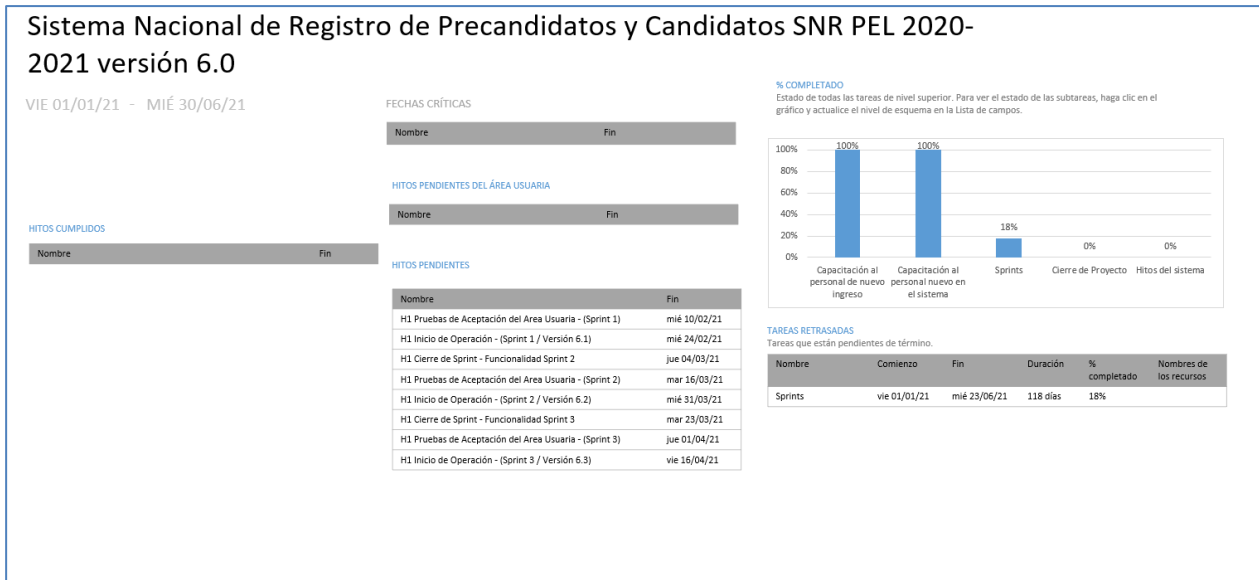 Sistema Nacional de Registro de Precandidatos y Candidatos SNR PEL 2020-
2021 versión 6.0
VIE 01/01/21 - MIÉ 30/06/21
HITOS CUMPLIDOS
Nombre Fin
FECHAS CRÍTICAS
Nombre Fin
HITOS PENDIENTES DEL ÁREA USUARIA
Nombre Fin
HITOS PENDIENTES
Nombre Fin
H1 Pruebas de Aceptación del Area Usuaria - (Sprint 1) mié 10/02/21
H1 Inicio de Operación - (Sprint 1 / Versión 6.1) mié 24/02/21
H1 Cierre de Sprint - Funcionalidad Sprint 2 jue 04/03/21
H1 Pruebas de Aceptación del Area Usuaria - (Sprint 2) mar 16/03/21
H1 Inicio de Operación - (Sprint 2 / Versión 6.2) mié 31/03/21
H1 Cierre de Sprint - Funcionalidad Sprint 3 mar 23/03/21
H1 Pruebas de Aceptación del Area Usuaria - (Sprint 3) jue 01/04/21
H1 Inicio de Operación - (Sprint 3 / Versión 6.3) vie 16/04/21
% COMPLETADO
Estado de todas las tareas de nivel superior. Para ver el estado de las subtareas, haga clic en el
gráfico y actualice el nivel de esquema en la Lista de campos.
100%
80%
60%
40%
20%
0%
100% 100% 18% 0% 0%
Capacitación al Capacitación al Sprints Cierre de Proyecto Hitos del sistema
personal de nuevo personal nuevo en
ingreso el sistema
TAREAS RETRASADAS
Tareas que están pendientes de término.
Nombre Comienzo Fin Duración % Nombres de
completado los recursos
Sprints vie 01/01/21 mié 23/06/21 118 días 18%